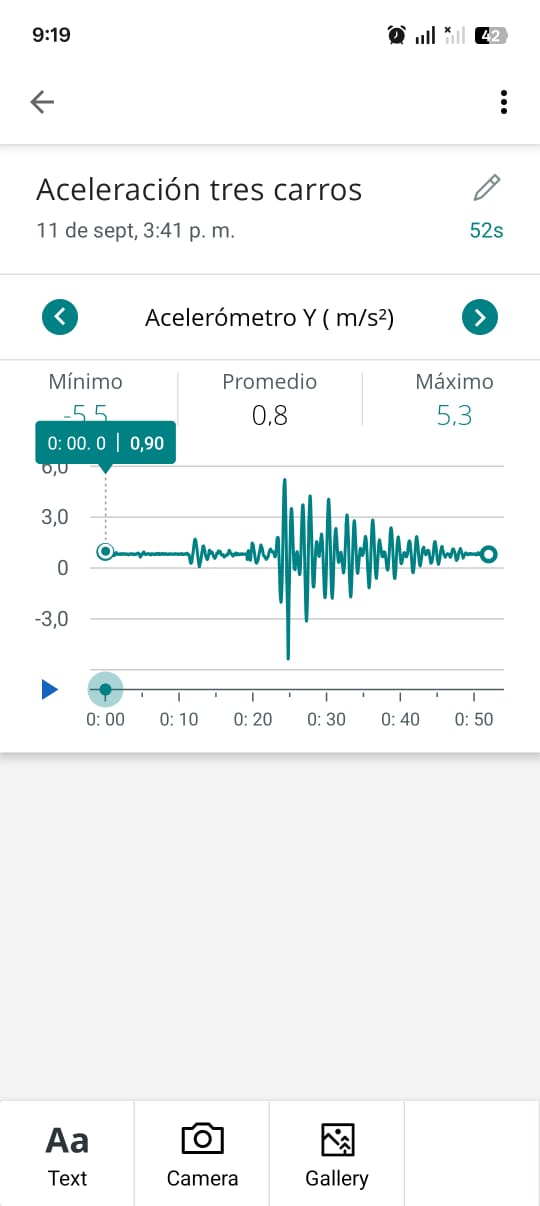 9:19
42
Aceleración tres carros
11 de sept, 3:41 p. m.
52s
Acelerómetro Y ( m/s²)
Mínimo Promedio Máximo
-5,5 0,8 5,3
0: 00. 0 | 0,90
6,0
3,0
0
-3,0
0: 00 0: 10 0: 20 0: 30 0: 40 0: 50
Aa
Text Camera Gallery